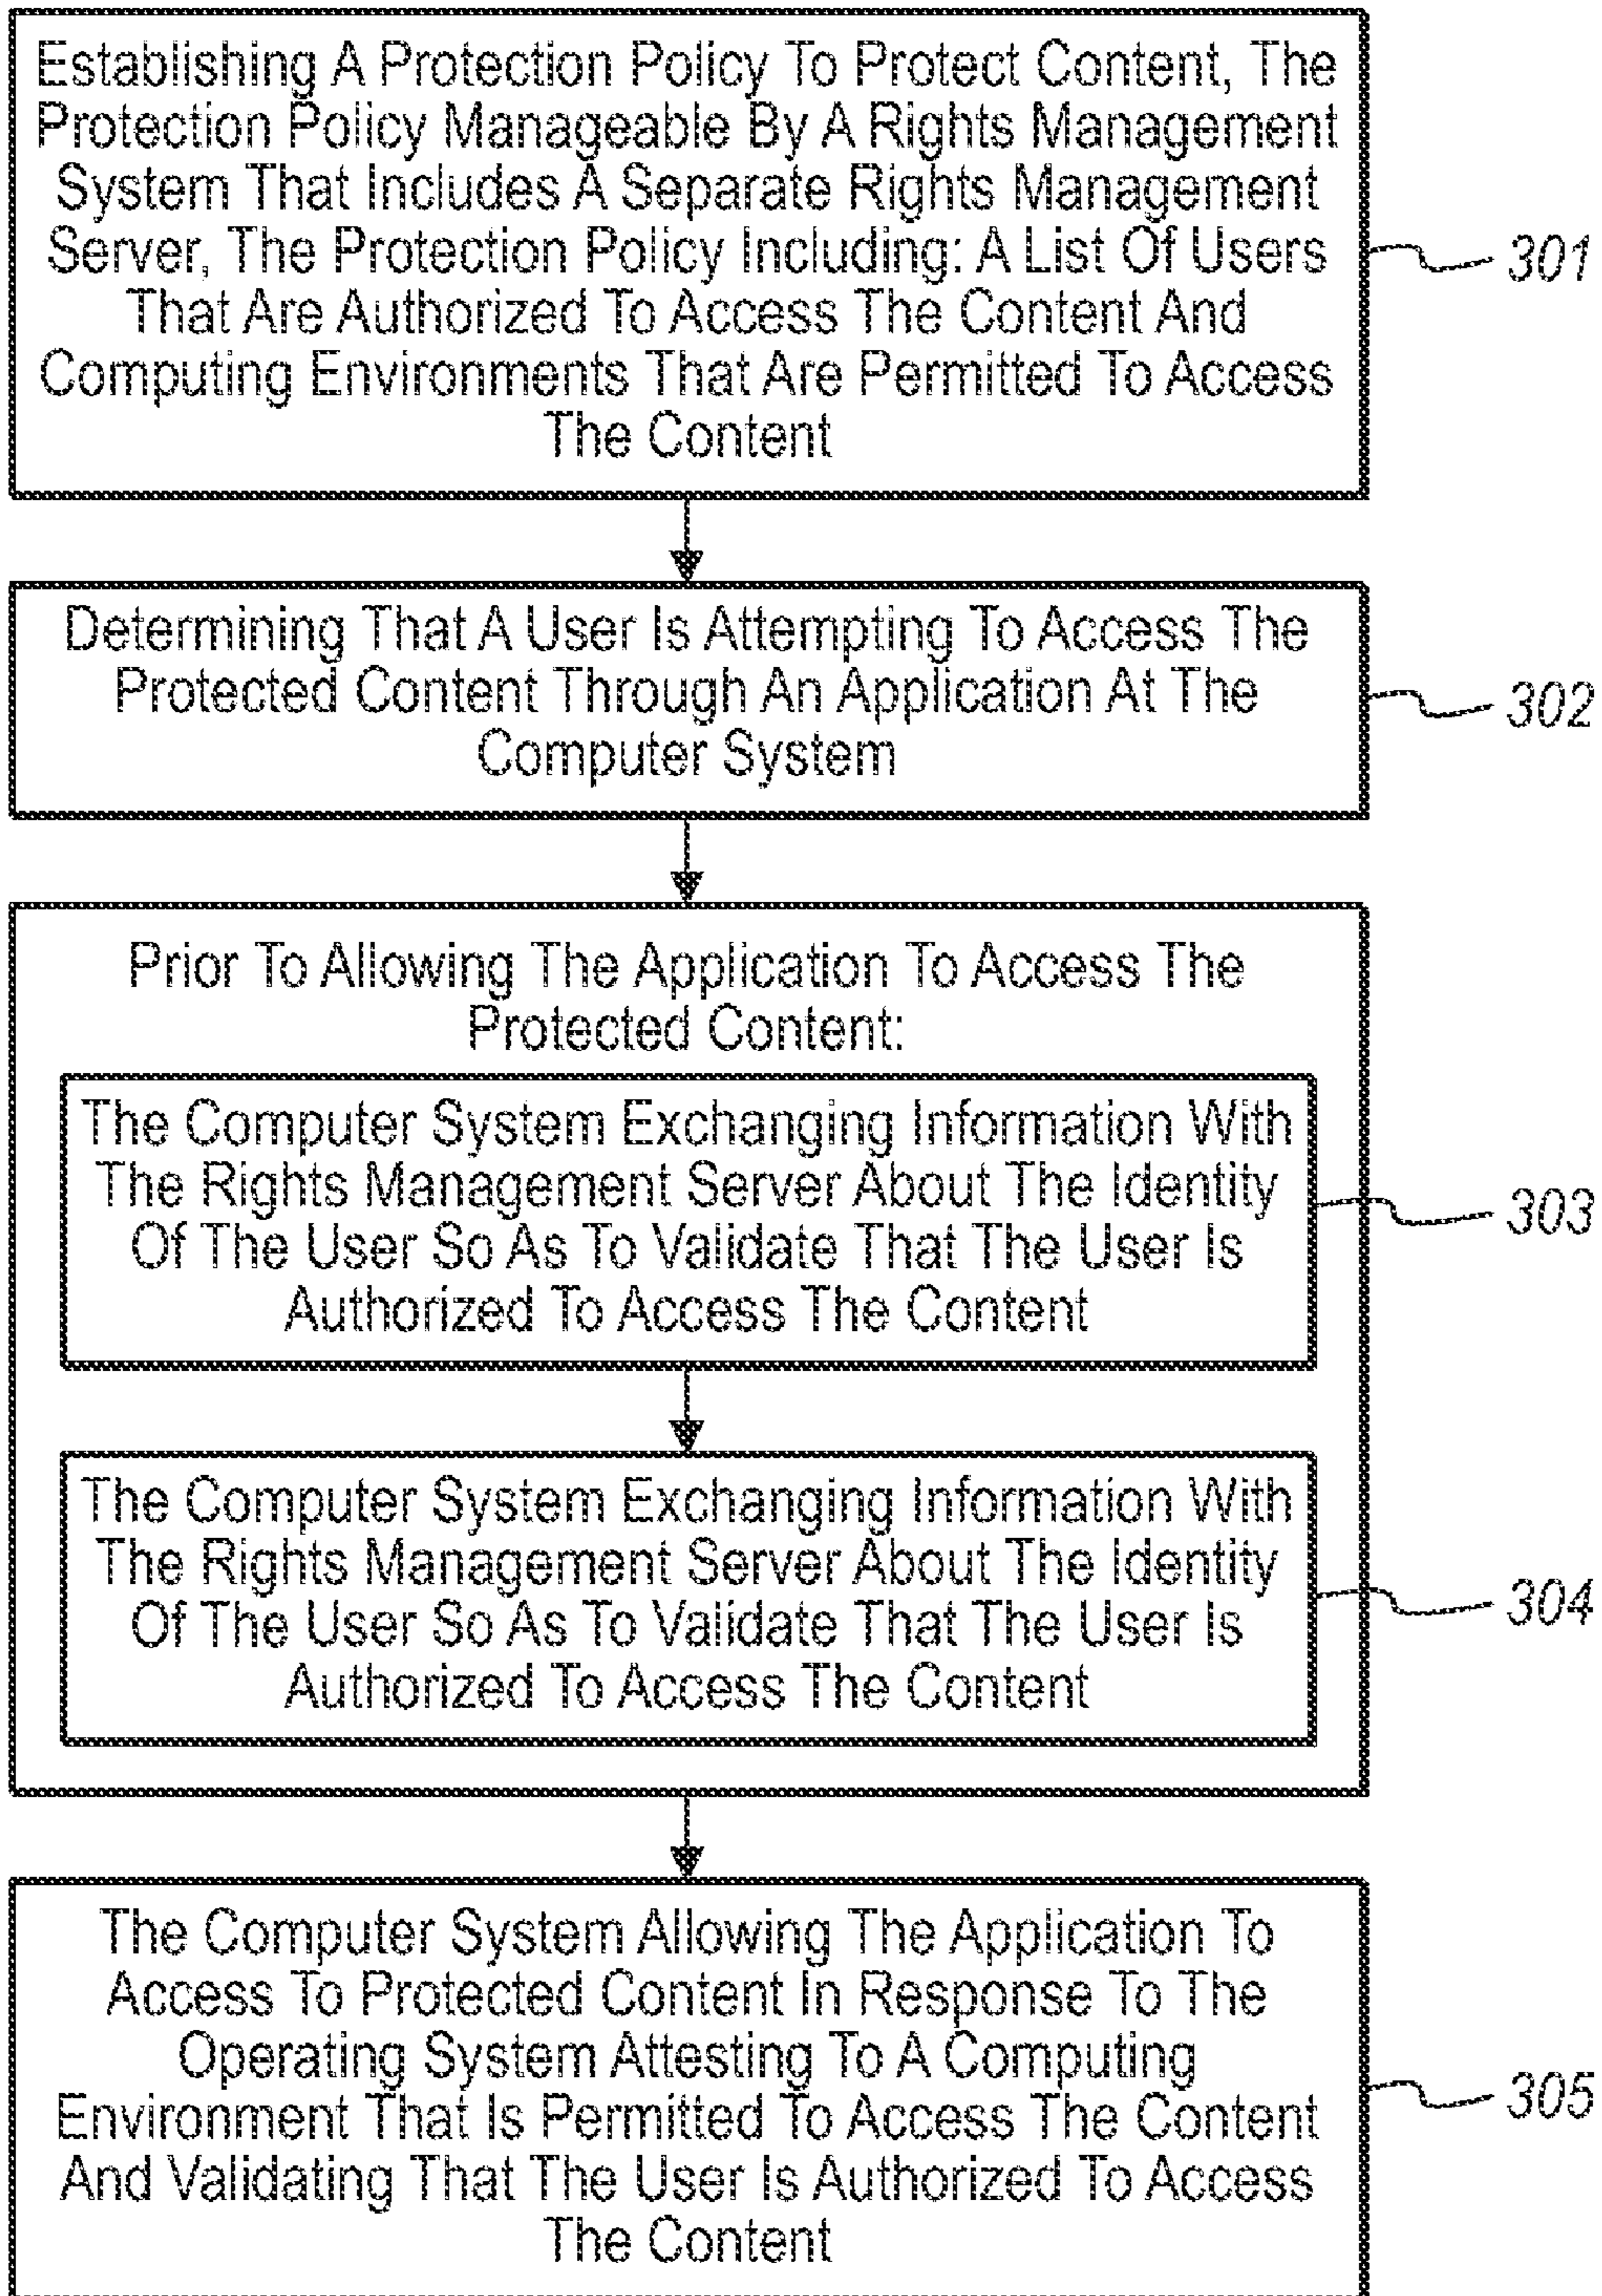 Establishing A Protection Policy To Protect Content, The
Protection Policy Manageable By A Rights Management
System That Includes A Separate Rights Management
Server, The Protection Policy Including: A List Of Users
That Are Authorized To Access The Content And
Computing Environments That Are Permitted To Access
The Content
301
Determining That A User Is Attempting To Access The
Protected Content Through An Application At The
Computer System
302
Prior To Allowing The Application To Access The
Protected Content:
The Computer System Exchanging Information With
The Rights Management Server About The Identity
Of The User So As To Validate That The User Is
Authorized To Access The Content
303
The Computer System Exchanging Information With
The Rights Management Server About The Identity
Of The User So As To Validate That The User Is
Authorized To Access The Content
304
The Computer System Allowing The Application To
Access To Protected Content In Response To The
Operating System Attesting To A Computing
Environment That Is Permitted To Access The Content
And Validating That The User Is Authorized To Access
The Content
305